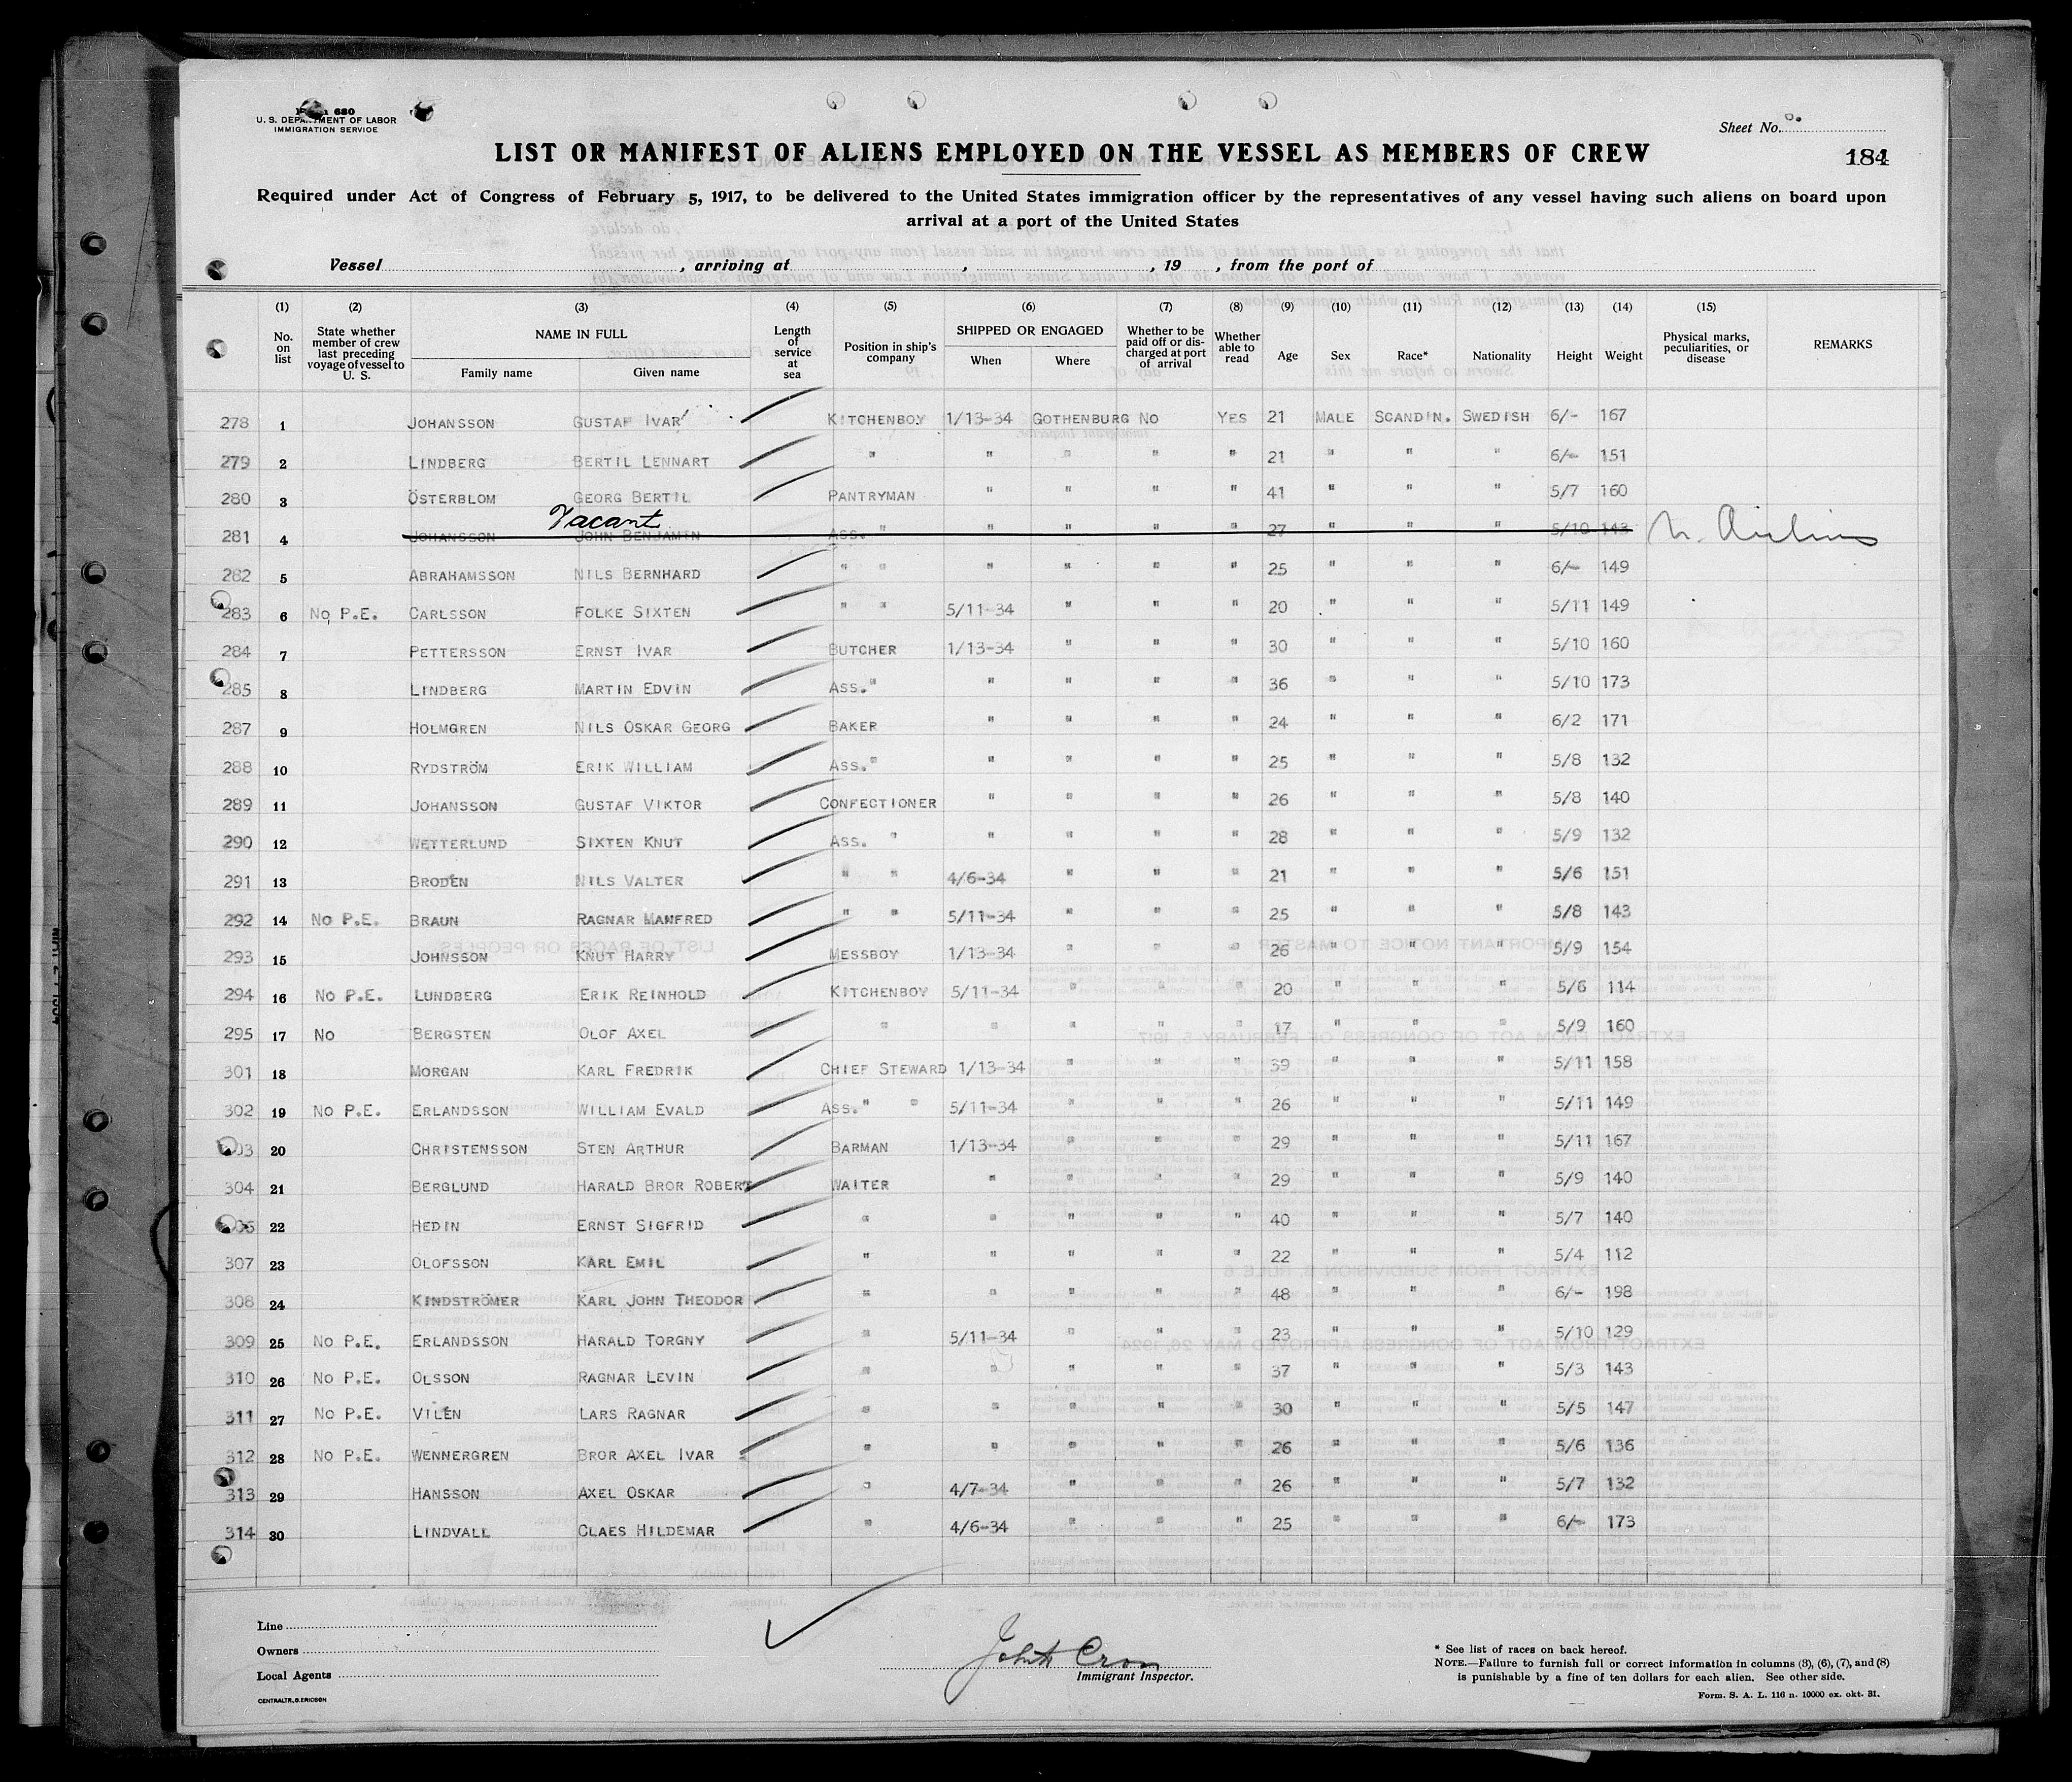 Form 680
U. S. DEPARTMENT OF LABOR
IMMIGRATION SERVICE
Sheet No.
LIST OR MANIFEST OF ALIENS EMPLOYED ON THE VESSEL AS MEMBERS OF CREW
184
Required under Act of Congress of February 5, 1917, to be delivered to the United States immigration officer by the representatives of any vessel having such aliens on board upon
arrival at a port of the United States
Vessel , arriving at , , 19 , from the port of
(1) (2) (3) (4) (5) (6) (7) (8) (9) (10) (11) (12) (13) (14) (15)
No. on list State whether member of crew last preceding voyage of vessel to U. S. NAME IN FULL Family name Given name Length of service at sea Position in ship's company SHIPPED OR ENGAGED When Where Whether to be paid off or discharged at port of arrival Whether able to read Age Sex Race* Nationality Height Weight Physical marks, peculiarities, or disease REMARKS
278 1 JOHANSSON GUSTAF IVAR KITCHENBOY 1/13-34 GOTHENBURG NO YES 21 MALE SCANDIN. SWEDISH 6/- 167
279 2 LINDBERG BERTIL LENNART " " " " " 21 " " " 6/- 151
280 3 ÖSTERBLOM GEORG BERTIL PANTRYMAN " " " " 41 " " " 5/7 160
Vacant
281 4 JOHANSSON JOHN BENJAMIN ASS. " " " " " 27 " " " 5/10 143
282 5 ABRAHAMSSON NILS BERNHARD " " " " " " 25 " " " 6/- 149
283 6 NO P.E. CARLSSON FOLKE SIXTEN " " 5/11-34 " " " 20 " " " 5/11 149
284 7 PETTERSSON ERNST IVAR BUTCHER 1/13-34 " " " 30 " " " 5/10 160
285 8 LINDBERG MARTIN EDVIN ASS." " " " " 36 " " " 5/10 173
287 9 HOLMGREN NILS OSKAR GEORG BAKER " " " " 24 " " " 6/2 171
288 10 RYDSTRÖM ERIK WILLIAM ASS." " " " " 25 " " " 5/8 132
289 11 JOHANSSON GUSTAF VIKTOR CONFECTIONER " " " " 26 " " " 5/8 140
290 12 WETTERLUND SIXTEN KNUT ASS. " " " " " 28 " " " 5/9 132
291 13 BRODÉN NILS VALTER " " 4/6-34 " " " 21 " " " 5/6 151
292 14 NO P.E. BRAUN RAGNAR MANFRED " " 5/11-34 " " " 25 " " " 5/8 143
293 15 JOHNSSON KNUT HARRY MESSBOY 1/13-34 " " " 26 " " " 5/9 154
294 16 NO P.E. LUNDBERG ERIK REINHOLD KITCHENBOY 5/11-34 " " " 20 " " " 5/6 114
295 17 NO BERGSTEN OLOF AXEL " " " " " 17 " " " 5/9 160
301 18 MORGAN KARL FREDRIK CHIEF STEWARD 1/13-34 " " " 39 " " " 5/11 158
302 19 NO P.E. ERLANDSSON WILLIAM EVALD ASS." " 5/11-34 " " " 26 " " " 5/11 149
303 20 CHRISTENSSON STEN ARTHUR BARMAN 1/13-34 " " " 29 " " " 5/11 167
304 21 BERGLUND HARALD BROR ROBERT WAITER " " " " 29 " " " 5/9 140
22 HEDIN ERNST SIGFRID " " " " " 40 " " " 5/7 140
307 23 OLOFSSON KARL EMIL " " " " " 22 " " " 5/4 112
308 24 KINDSTRÖMER KARL JOHN THEODOR " " " " " 48 " " " 6/- 198
309 25 NO P.E. ERLANDSSON HARALD TORGNY " 5/11-34 " " " 23 " " " 5/10 129
310 26 NO P.E. OLSSON RAGNAR LEVIN " " " " " 37 " " " 5/3 143
311 27 NO P.E. VILÉN LARS RAGNAR " " " " " 30 " " " 5/5 147
312 28 NO P.E. WENNERGREN BROR AXEL IVAR " " " " " 26 " " " 5/6 136
313 29 HANSSON AXEL OSKAR " 4/7-34 " " " 26 " " " 5/7 132
314 30 LINDVALL CLAES HILDEMAR " 4/6-34 " " " 25 " " " 6/- 173
Line
Owners
Local Agents
CENTRALTR., G. ERICSON
Immigrant Inspector.
* See list of races on back hereof.
NOTE.—Failure to furnish full or correct information in columns (3), (6), (7), and (8)
is punishable by a fine of ten dollars for each alien. See other side.
Form. S. A. L. 116 n. 10000 ex. okt. 31.